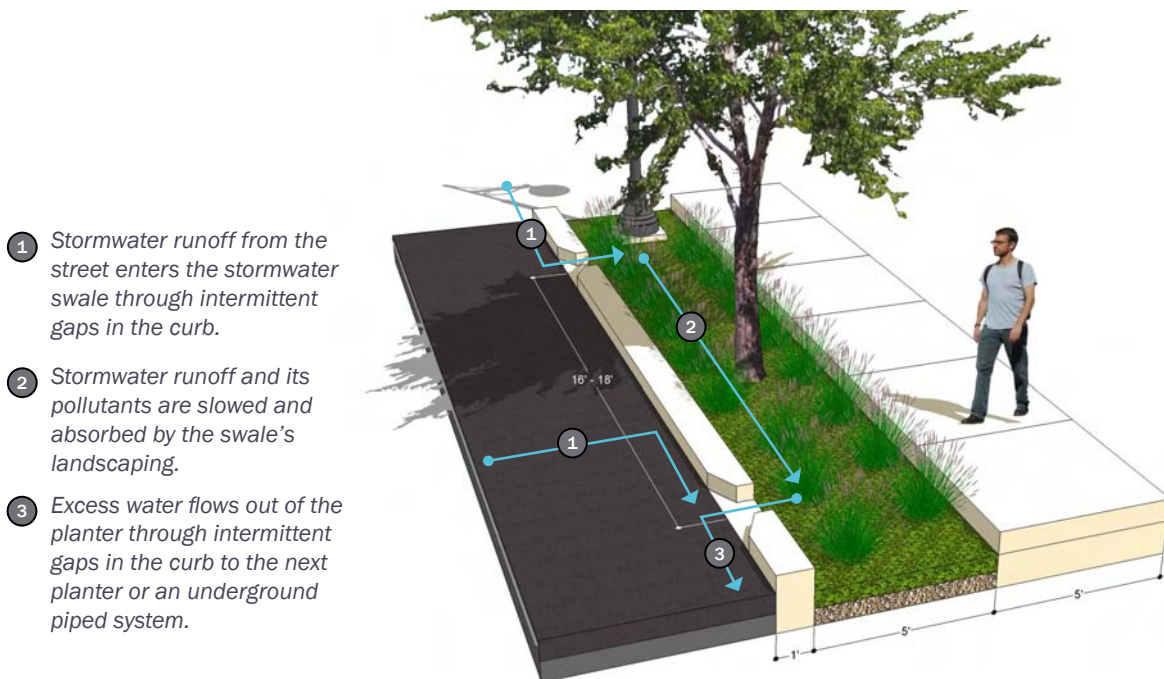 1 Stormwater runoff from the
street enters the stormwater
swale through intermittent
gaps in the curb.
2 Stormwater runoff and its
pollutants are slowed and
absorbed by the swale's
landscaping.
3 Excess water flows out of the
planter through intermittent
gaps in the curb to the next
planter or an underground
piped system.
1
2
16' - 18'
1
3
1'
5'
5'